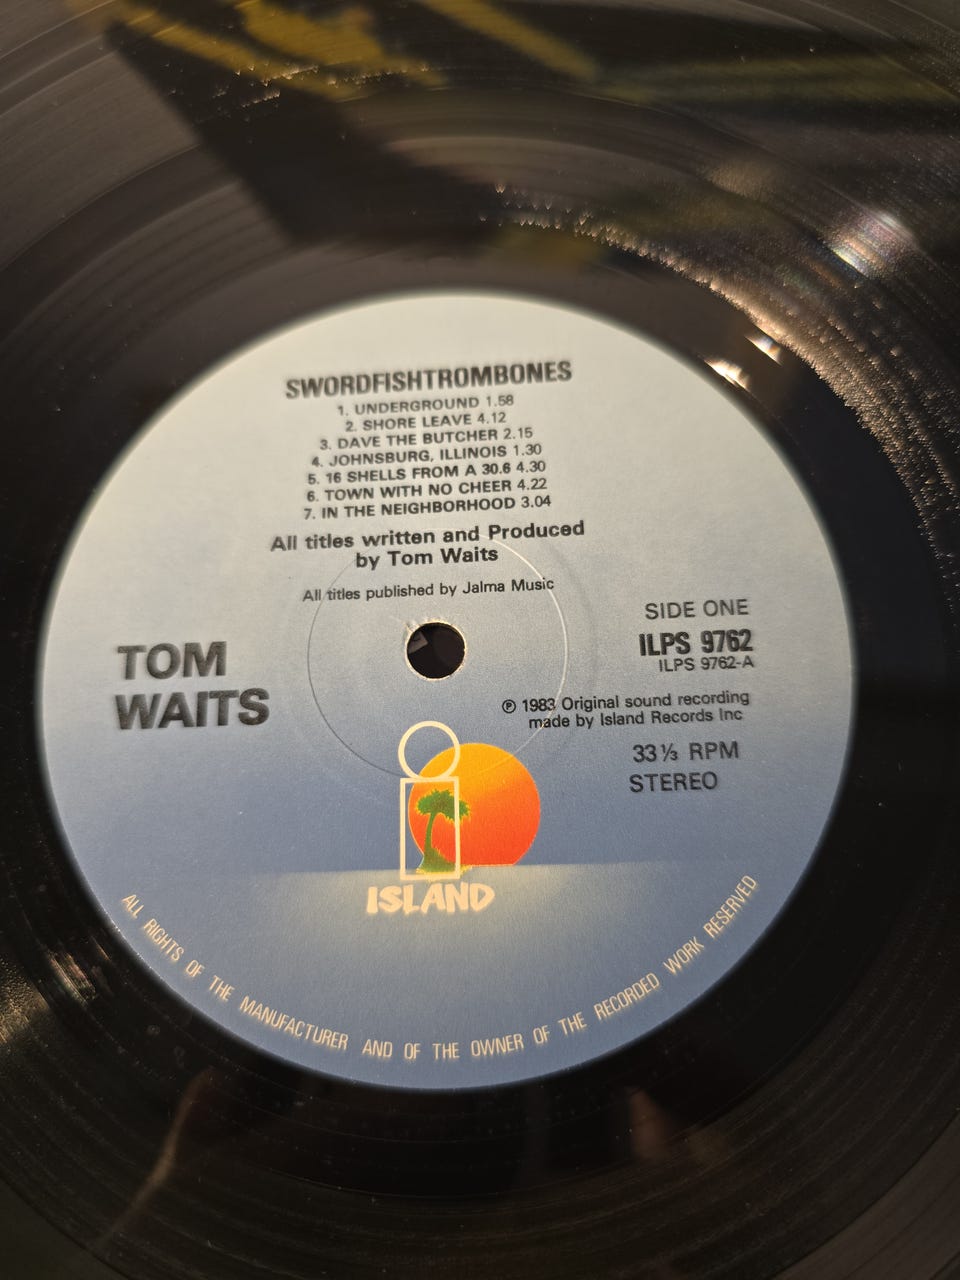 SWORDFISHTROMBONES
1. UNDERGROUND 1.58
2. SHORE LEAVE 4.12
3. DAVE THE BUTCHER 2.15
4. JOHNSBURG, ILLINOIS 1.30
5. 16 SHELLS FROM A 30.6 4.30
6. TOWN WITH NO CHEER 4.22
7. IN THE NEIGHBORHOOD 3.04
All titles written and Produced
by Tom Waits
All titles published by Jalma Music
TOM
WAITS
SIDE ONE
ILPS 9762
ILPS 9762-A
℗ 1983 Original sound recording
made by Island Records Inc
33⅓ RPM
STEREO
ISLAND
ALL RIGHTS OF THE MANUFACTURER AND OF THE OWNER OF THE RECORDED WORK RESERVED